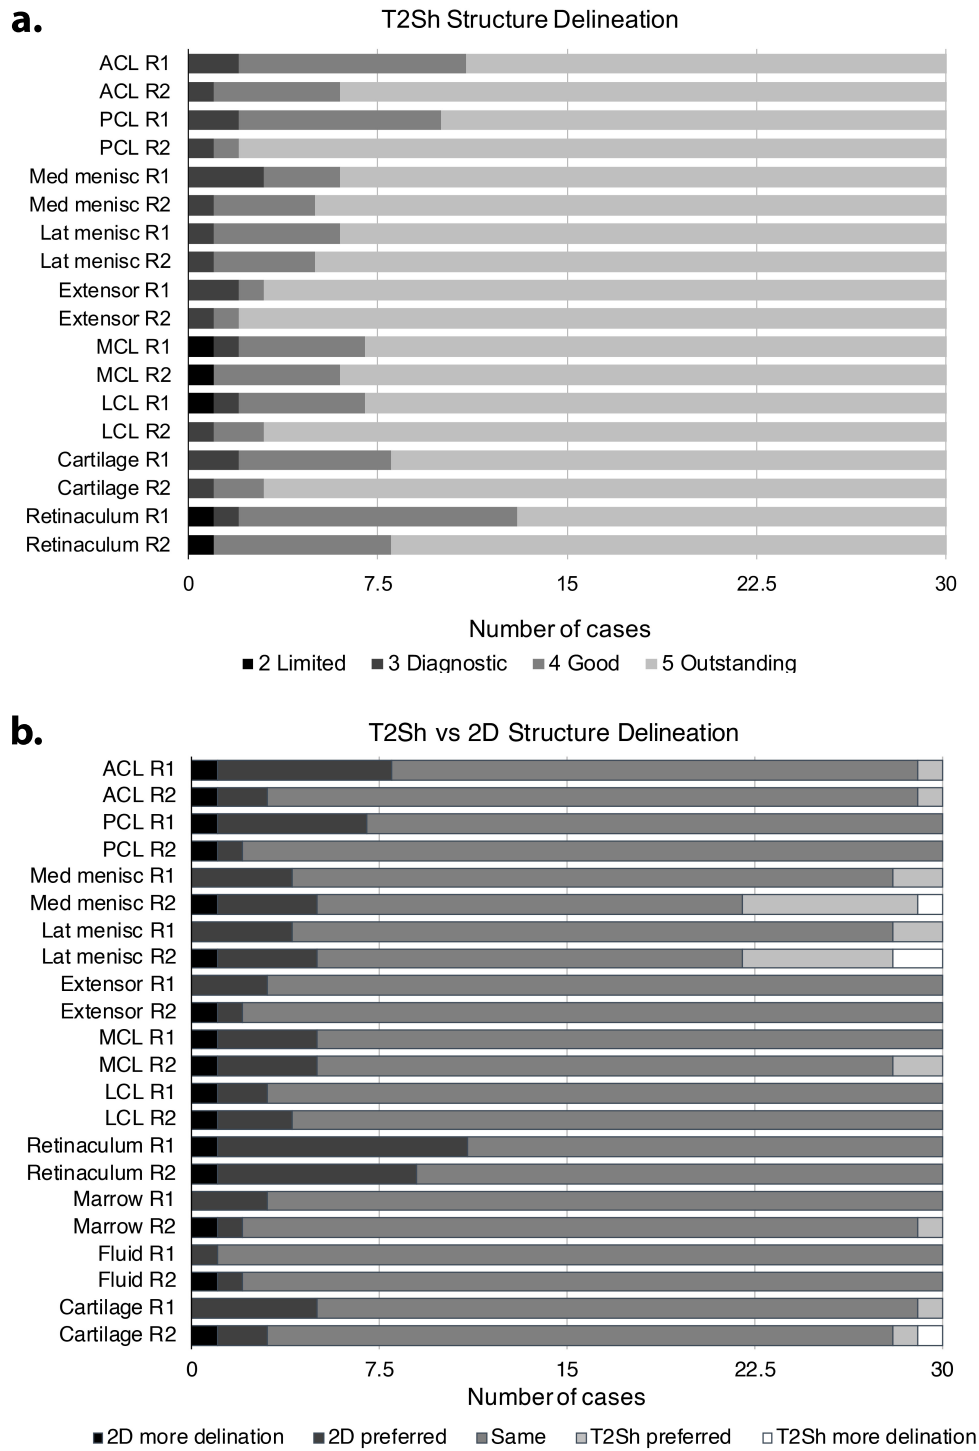 a.
T2Sh Structure Delineation
ACL R1
ACL R2
PCL R1
PCL R2
Med menisc R1
Med menisc R2
Lat menisc R1
Lat menisc R2
Extensor R1
Extensor R2
MCL R1
MCL R2
LCL R1
LCL R2
Cartilage R1
Cartilage R2
Retinaculum R1
Retinaculum R2
0 7.5 15 22.5 30
Number of cases
2 Limited 3 Diagnostic 4 Good 5 Outstanding
b.
T2Sh vs 2D Structure Delineation
ACL R1
ACL R2
PCL R1
PCL R2
Med menisc R1
Med menisc R2
Lat menisc R1
Lat menisc R2
Extensor R1
Extensor R2
MCL R1
MCL R2
LCL R1
LCL R2
Retinaculum R1
Retinaculum R2
Marrow R1
Marrow R2
Fluid R1
Fluid R2
Cartilage R1
Cartilage R2
0 7.5 15 22.5 30
Number of cases
2D more delination 2D preferred Same T2Sh preferred T2Sh more delination